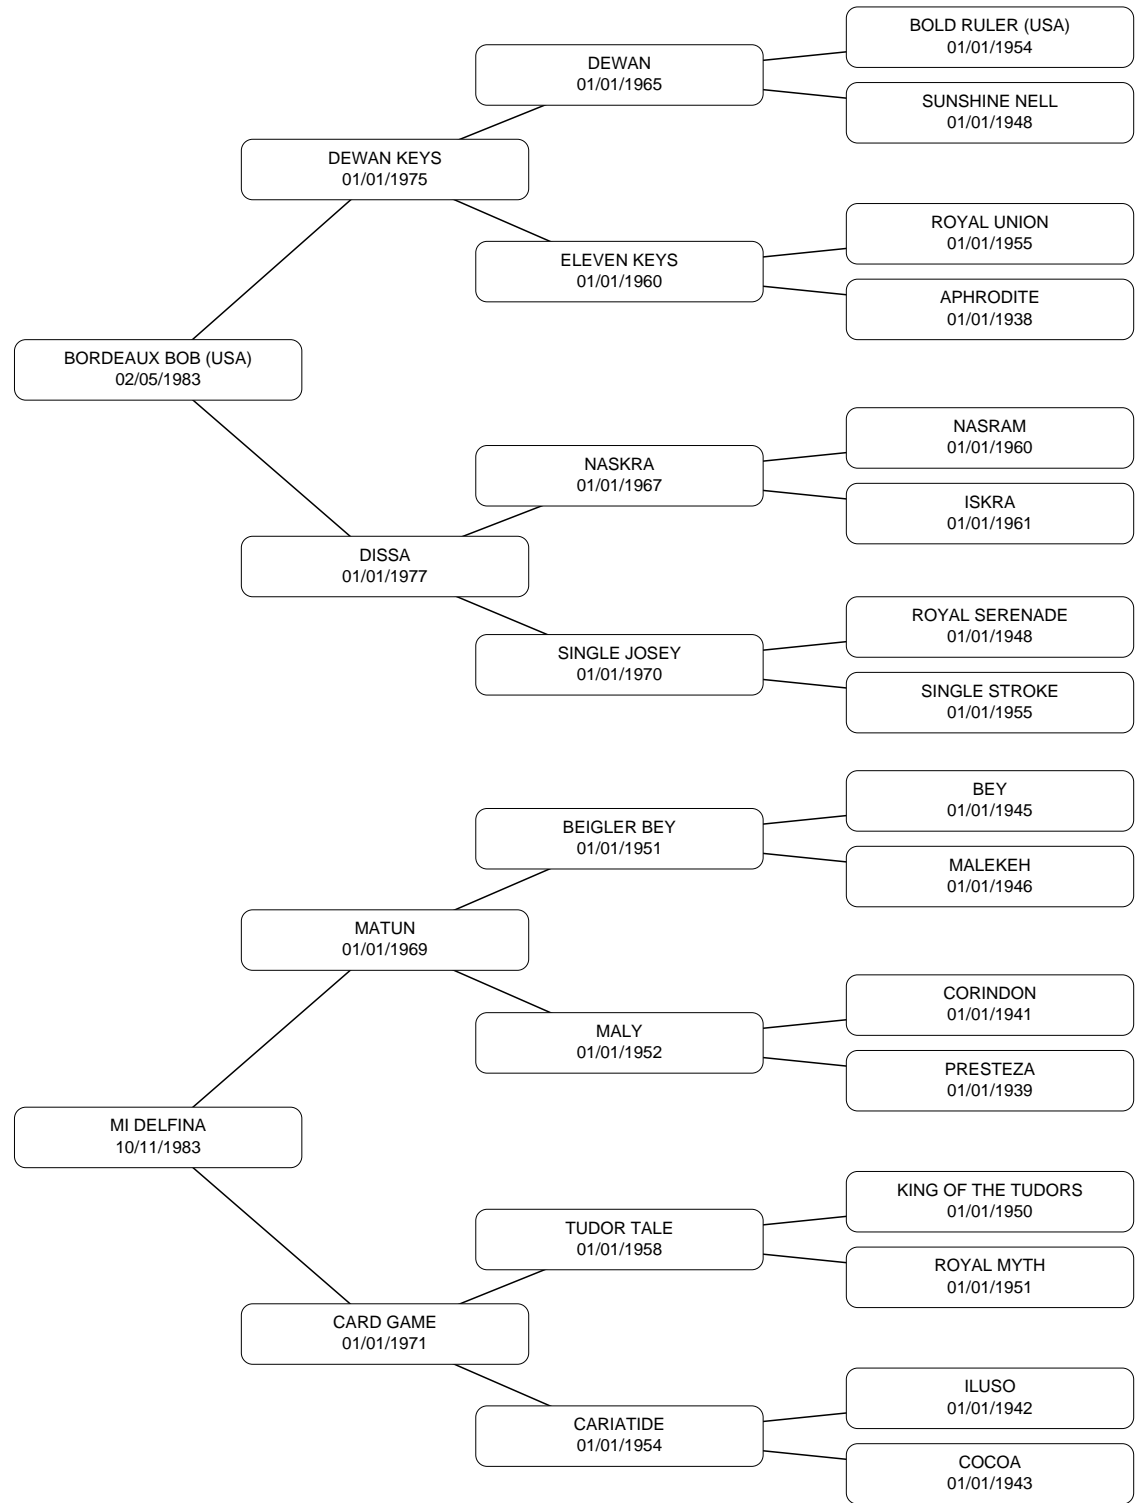 BOLD RULER (USA)
01/01/1954
DEWAN
01/01/1965
SUNSHINE NELL
01/01/1948
DEWAN KEYS
01/01/1975
ROYAL UNION
01/01/1955
ELEVEN KEYS
01/01/1960
APHRODITE
01/01/1938
BORDEAUX BOB (USA)
02/05/1983
NASRAM
01/01/1960
NASKRA
01/01/1967
ISKRA
01/01/1961
DISSA
01/01/1977
ROYAL SERENADE
01/01/1948
SINGLE JOSEY
01/01/1970
SINGLE STROKE
01/01/1955
BEY
01/01/1945
BEIGLER BEY
01/01/1951
MALEKEH
01/01/1946
MATUN
01/01/1969
CORINDON
01/01/1941
MALY
01/01/1952
PRESTEZA
01/01/1939
MI DELFINA
10/11/1983
KING OF THE TUDORS
01/01/1950
TUDOR TALE
01/01/1958
ROYAL MYTH
01/01/1951
CARD GAME
01/01/1971
ILUSO
01/01/1942
CARIATIDE
01/01/1954
COCOA
01/01/1943